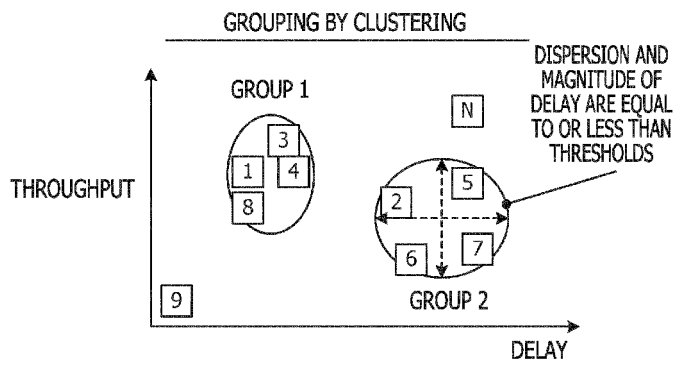 GROUPING BY CLUSTERING
DISPERSION AND
MAGNITUDE OF
DELAY ARE EQUAL
TO OR LESS THAN
THRESHOLDS
GROUP 1
N
3
1
4
8
5
2
7
6
THROUGHPUT
GROUP 2
9
DELAY